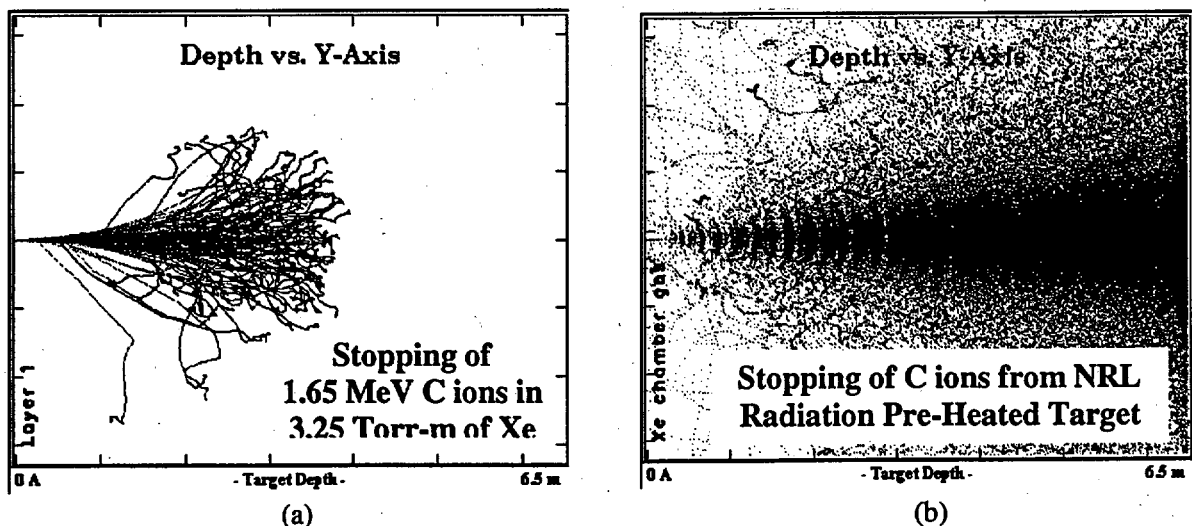 Depth vs. Y-Axis
Layer 1
Stopping of
1.65 MeV C ions in
3.25 Torr-m of Xe
0 A
- Target Depth -
6.5 m
(a)
Depth vs. Y-Axis
Xe chamber
Stopping of C ions from NRL
Radiation Pre-Heated Target
0 A
- Target Depth -
6.5 m
(b)